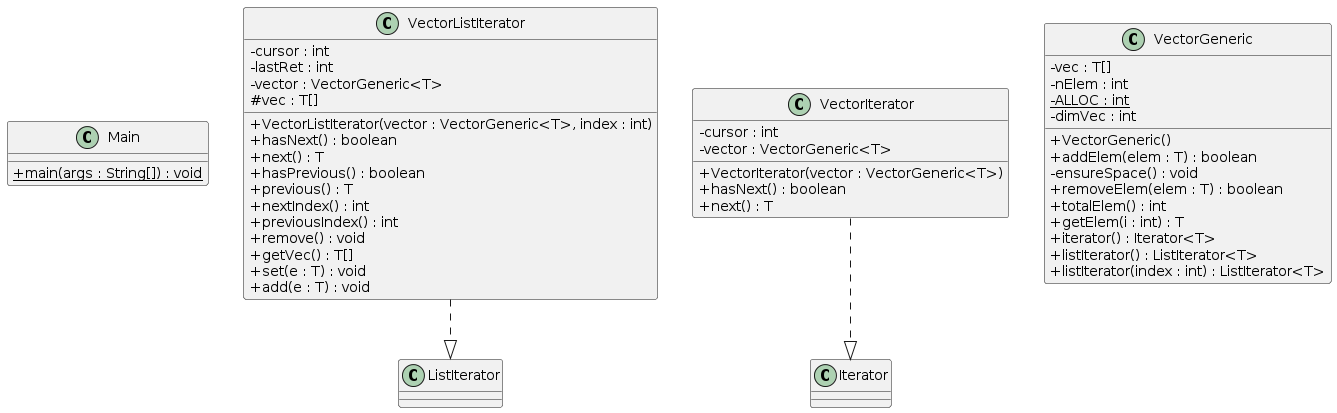 Main
+main(args : String[]) : void
VectorListIterator
-cursor : int
-lastRet : int
-vector : VectorGeneric<T>
#vec : T[]
+VectorListIterator(vector : VectorGeneric<T>, index : int)
+hasNext() : boolean
+next() : T
+hasPrevious() : boolean
+previous() : T
+nextIndex() : int
+previousIndex() : int
+remove() : void
+getVec() : T[]
+set(e : T) : void
+add(e : T) : void
VectorIterator
-cursor : int
-vector : VectorGeneric<T>
+VectorIterator(vector : VectorGeneric<T>)
+hasNext() : boolean
+next() : T
VectorGeneric
-vec : T[]
-nElem : int
-ALLOC : int
-dimVec : int
+VectorGeneric()
+addElem(elem : T) : boolean
-ensureSpace() : void
+removeElem(elem : T) : boolean
+totalElem() : int
+getElem(i : int) : T
+iterator() : Iterator<T>
+listIterator() : ListIterator<T>
+listIterator(index : int) : ListIterator<T>
ListIterator
Iterator